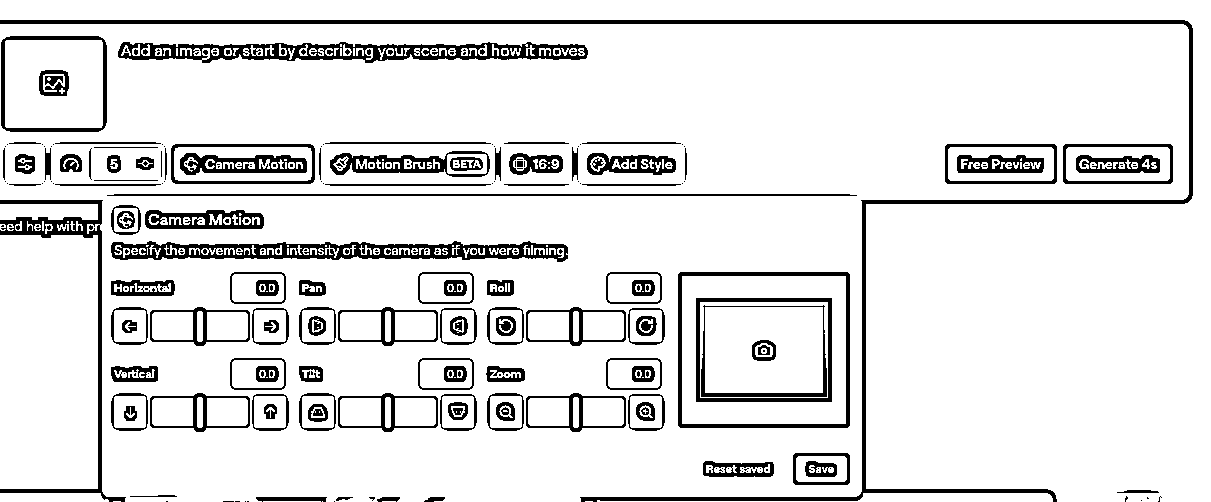 Add an image or start by describing your scene and how it moves
5 Camera Motion Motion Brush BETA 16:9 Add Style Free Preview Generate 4s
eed help with pr
Camera Motion
Specify the movement and intensity of the camera as if you were filming.
Horizontal 0.0 Pan 0.0 Roll 0.0
Vertical 0.0 Tilt 0.0 Zoom 0.0
Reset saved Save